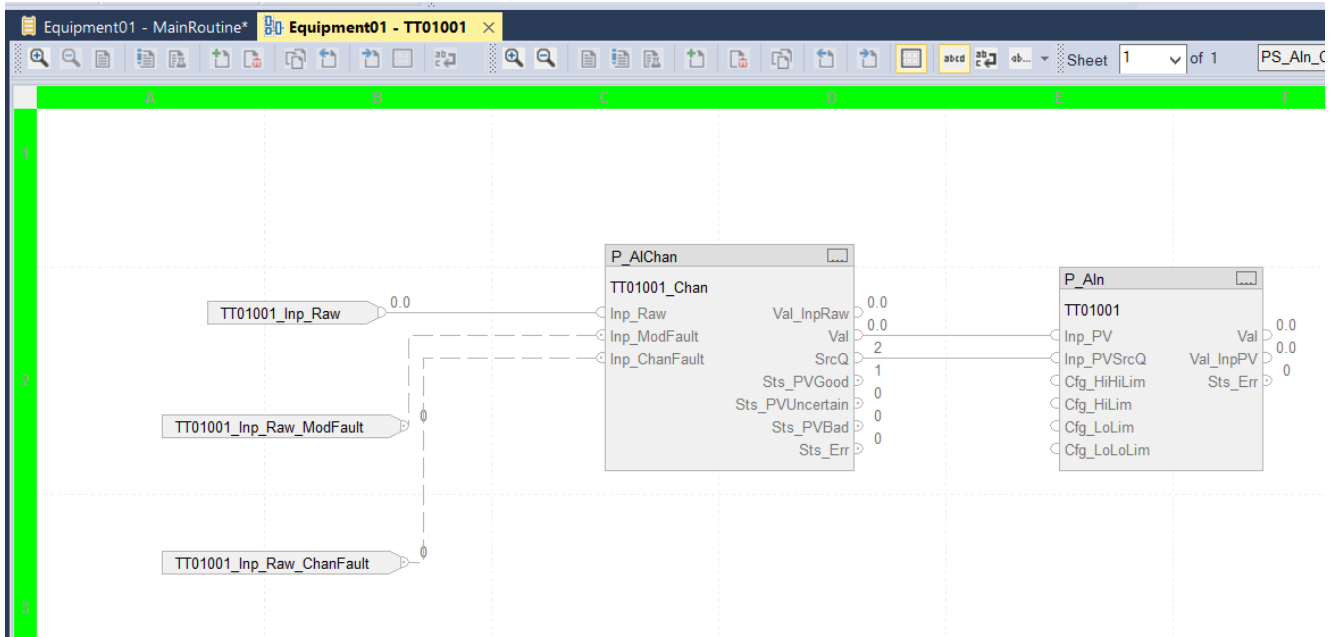 Equipment01 - MainRoutine* Equipment01 - TT01001
abcd ab... Sheet 1 of 1
A B C D E F
1
P_AIChan
TT01001_Chan
P_AIn
TT01001
TT01001_Inp_Raw 0.0 Inp_Raw Val_InpRaw 0.0
Inp_ModFault Val 0.0 Inp_PV Val 0.0
Inp_ChanFault SrcQ 2 Inp_PVSrcQ Val_InpPV 0.0
2 Sts_PVGood 1 Cfg_HiHiLim Sts_Err 0
Sts_PVUncertain 0 Cfg_HiLim
TT01001_Inp_Raw_ModFault 0 Sts_PVBad 0 Cfg_LoLim
Sts_Err 0 Cfg_LoLoLim
TT01001_Inp_Raw_ChanFault 0
3